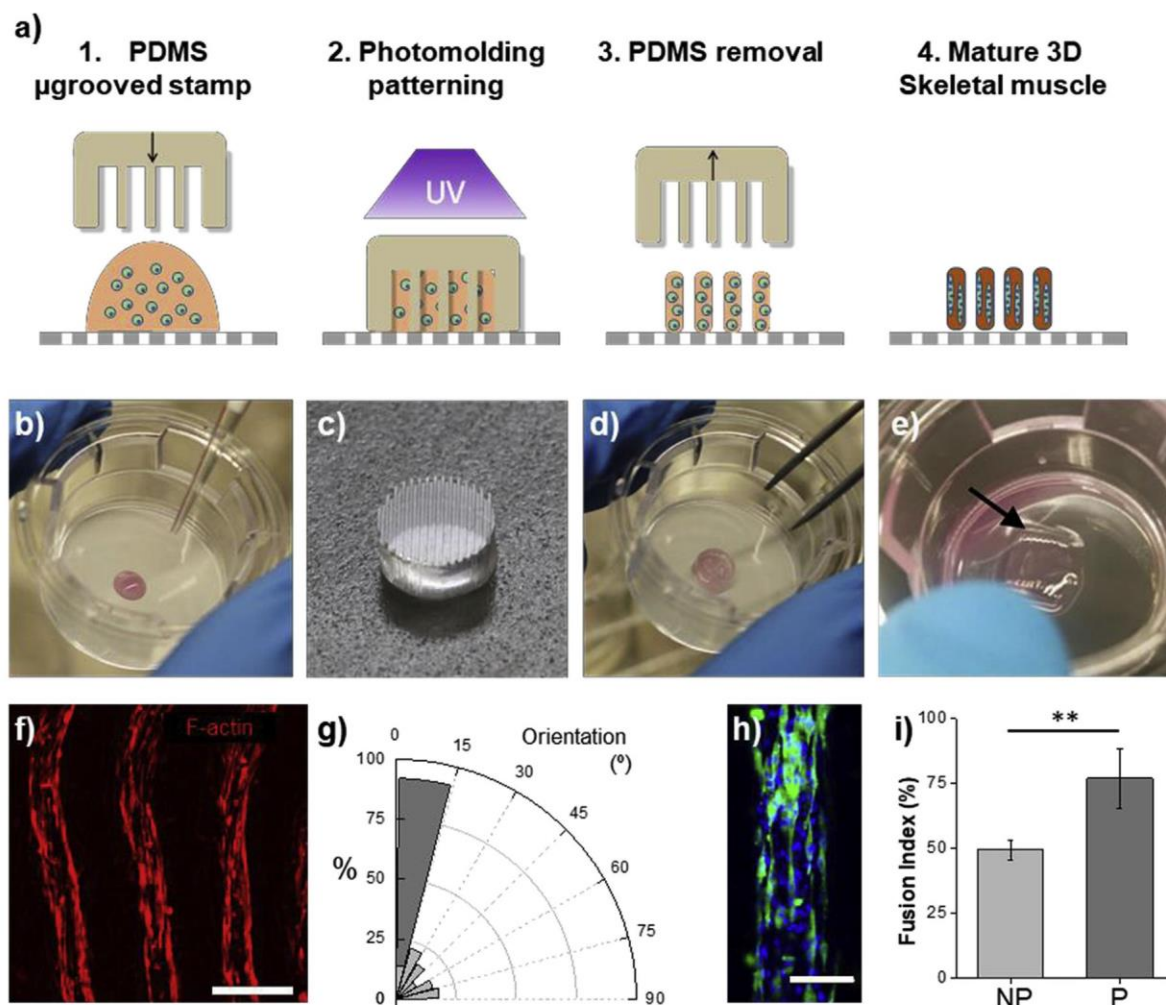 a)
1. PDMS
µgrooved stamp
2. Photomolding
patterning
3. PDMS removal
4. Mature 3D
Skeletal muscle
UV
b)
c)
d)
e)
f)
F-actin
g)
Orientation
(º)
0
15
30
45
60
75
90
100
75
50
25
0
%
h)
i)
**
100
75
50
25
0
Fusion Index (%)
NP
P